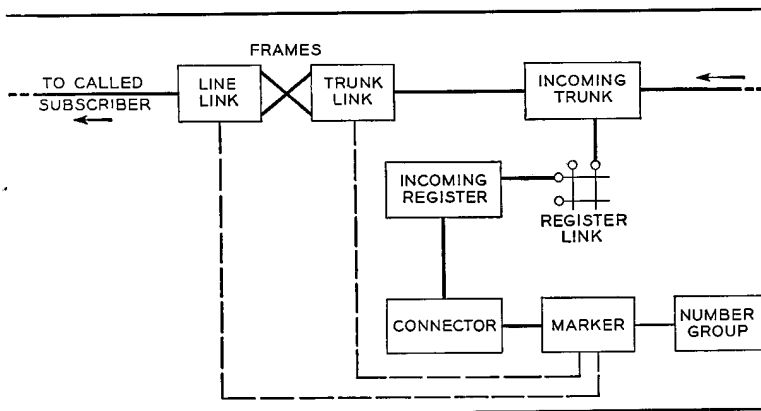 FRAMES
TO CALLED
SUBSCRIBER
LINE
LINK
TRUNK
LINK
INCOMING
TRUNK
INCOMING
REGISTER
REGISTER
LINK
CONNECTOR
MARKER
NUMBER
GROUP